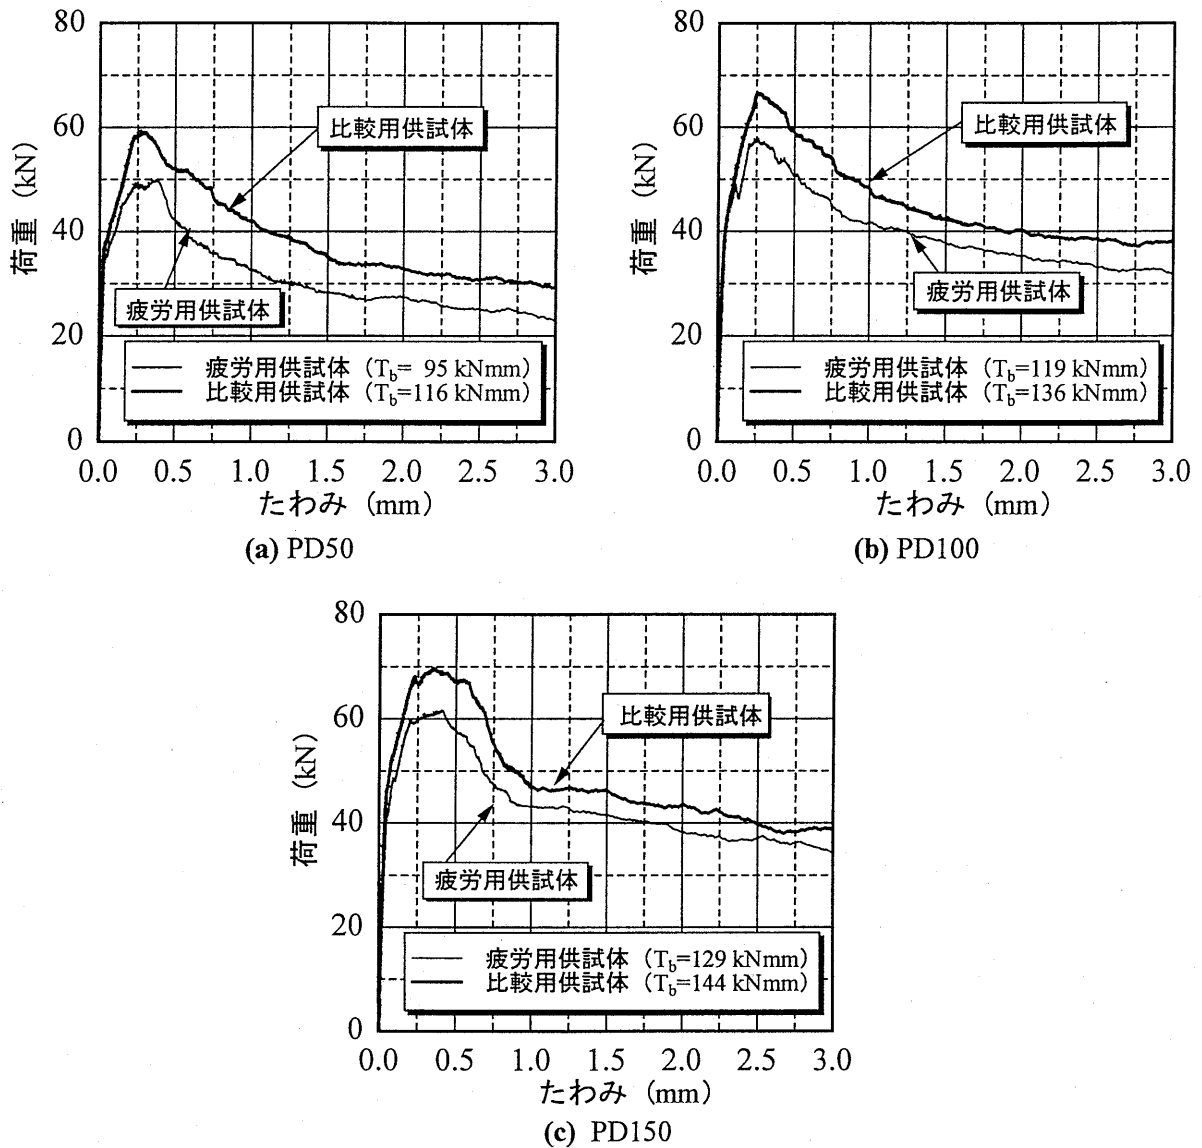 80
60
40
20
0
荷重 (kN)
比較用供試体
疲労用供試体
疲労用供試体 (Tb= 95 kNmm)
比較用供試体 (Tb=116 kNmm)
0.0 0.5 1.0 1.5 2.0 2.5 3.0
たわみ (mm)
(a) PD50
80
60
40
20
0
荷重 (kN)
比較用供試体
疲労用供試体
疲労用供試体 (Tb=119 kNmm)
比較用供試体 (Tb=136 kNmm)
0.0 0.5 1.0 1.5 2.0 2.5 3.0
たわみ (mm)
(b) PD100
80
60
40
20
0
荷重 (kN)
比較用供試体
疲労用供試体
疲労用供試体 (Tb=129 kNmm)
比較用供試体 (Tb=144 kNmm)
0.0 0.5 1.0 1.5 2.0 2.5 3.0
たわみ (mm)
(c) PD150